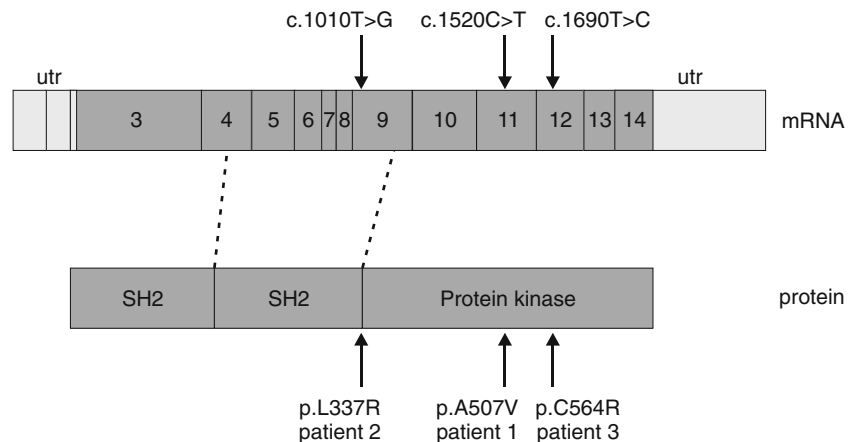 c.1010T>G c.1520C>T c.1690T>C
utr utr
3 4 5 6 7 8 9 10 11 12 13 14 mRNA
SH2 SH2 Protein kinase protein
p.L337R p.A507V p.C564R
patient 2 patient 1 patient 3